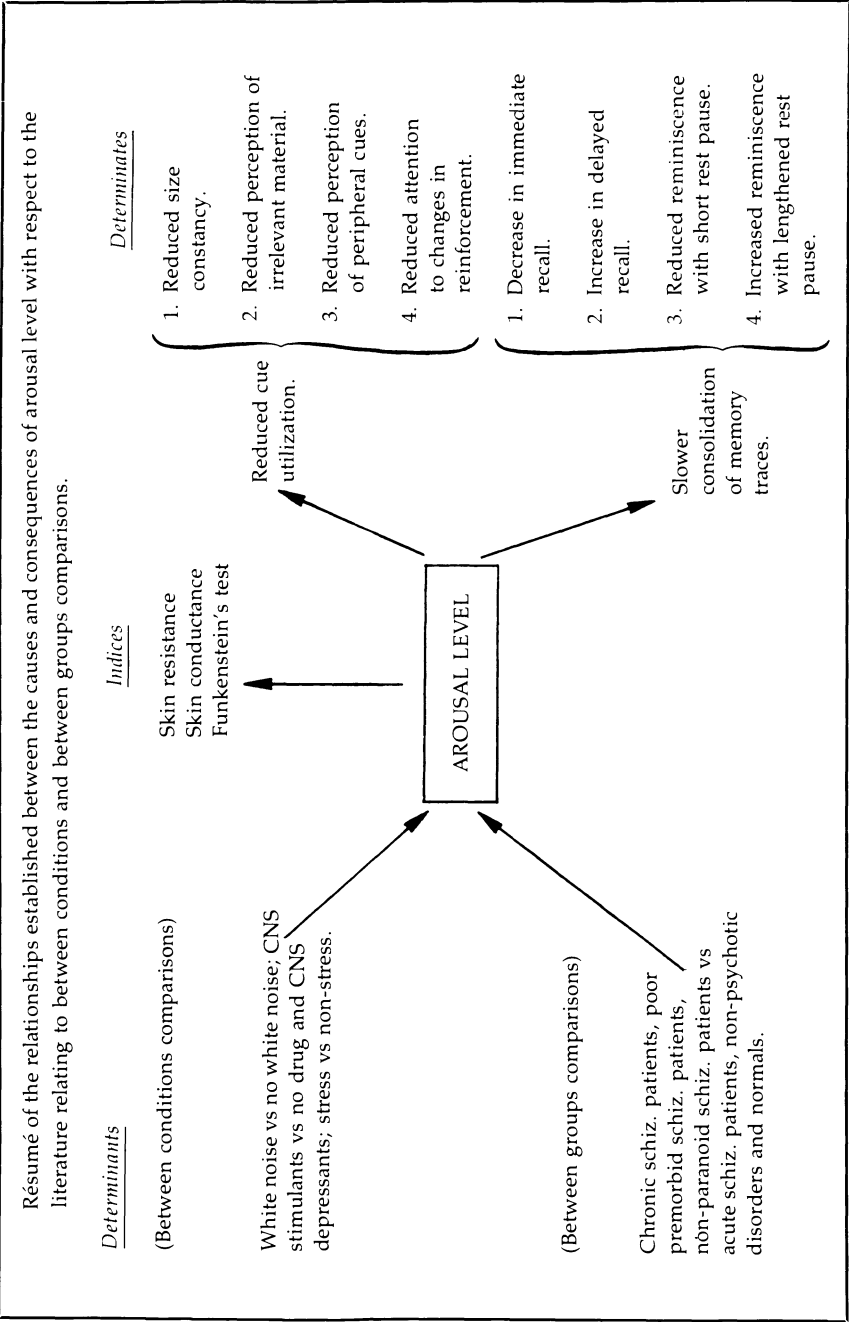 Résumé of the relationships established between the causes and consequences of arousal level with respect to the
literature relating to between conditions and between groups comparisons.
Determinants
(Between conditions comparisons)
White noise vs no white noise; CNS
stimulants vs no drug and CNS
depressants; stress vs non-stress.
(Between groups comparisons)
Chronic schiz. patients, poor
premorbid schiz. patients,
non-paranoid schiz. patients vs
acute schiz. patients, non-psychotic
disorders and normals.
Indices
Skin resistance
Skin conductance
Funkenstein's test
AROUSAL LEVEL
Reduced cue
utilization.
Slower
consolidation
of memory
traces.
Determinates
1. Reduced size
constancy.
2. Reduced perception of
irrelevant material.
3. Reduced perception
of peripheral cues.
4. Reduced attention
to changes in
reinforcement.
1. Decrease in immediate
recall.
2. Increase in delayed
recall.
3. Reduced reminiscence
with short rest pause.
4. Increased reminiscence
with lengthened rest
pause.